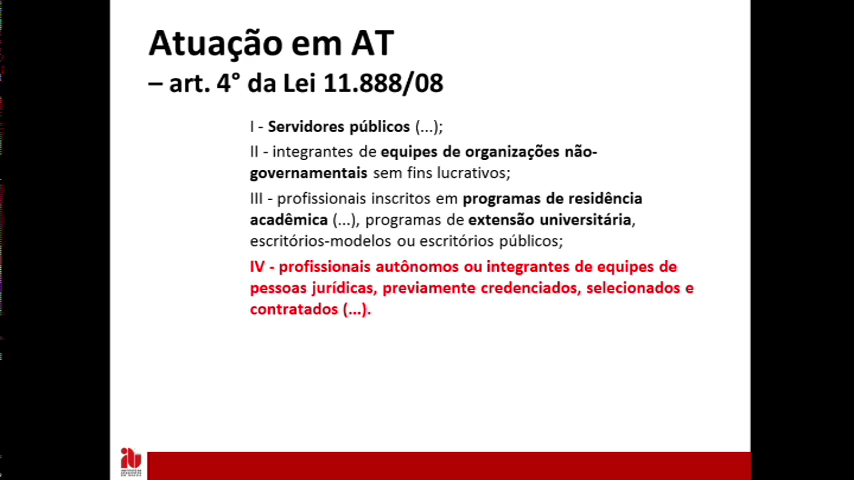 Atuação em AT
– art. 4° da Lei 11.888/08
I - Servidores públicos (...);
II - integrantes de equipes de organizações não-
governamentais sem fins lucrativos;
III - profissionais inscritos em programas de residência
acadêmica (...), programas de extensão universitária,
escritórios-modelos ou escritórios públicos;
IV - profissionais autônomos ou integrantes de equipes de
pessoas jurídicas, previamente credenciados, selecionados e
contratados (...).